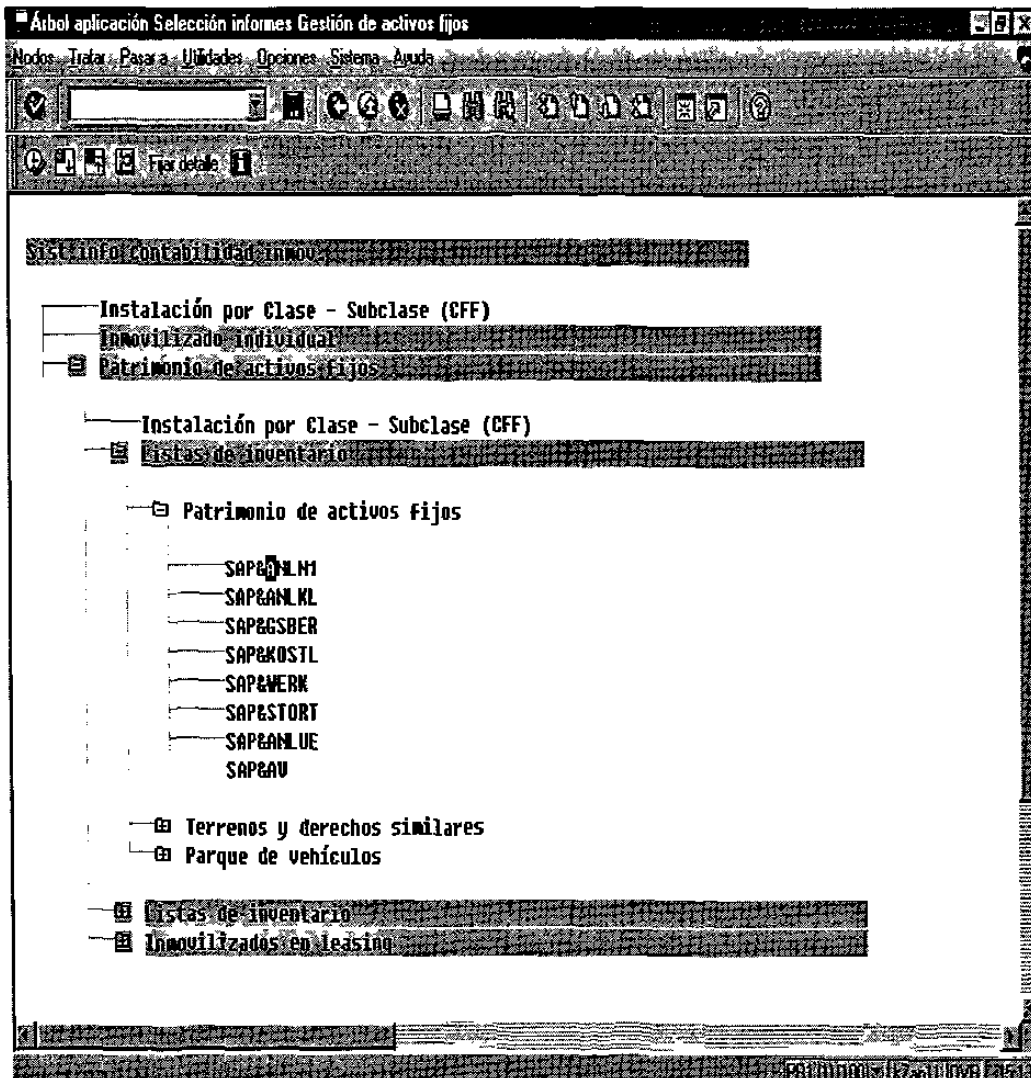 Árbol aplicación Selección informes Gestión de activos fijos
Nodos Tratar Pasar a Utilidades Opciones Sistema Ayuda
Fijar detalle
Sist.info contabilidad inmov.
Instalación por Clase - Subclase (CFF)
Inmovilizado individual
Patrimonio de activos fijos
Instalación por Clase - Subclase (CFF)
Listas de inventario
Patrimonio de activos fijos
SAP&ANLN1
SAP&ANLKL
SAP&GSBER
SAP&KOSTL
SAP&WERK
SAP&STORT
SAP&ANLUE
SAP&AV
Terrenos y derechos similares
Parque de vehículos
Listas de inventario
Inmovilizados en leasing